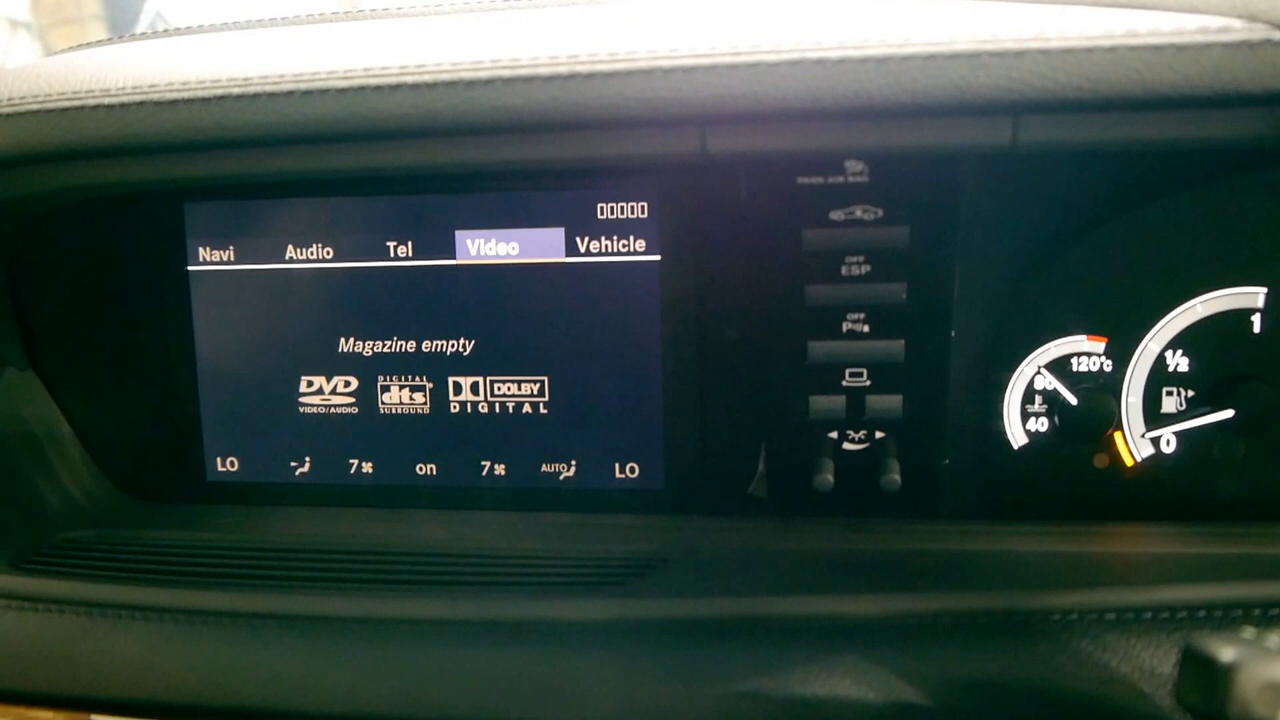 Navi Audio Tel Video Vehicle
Magazine empty
DVD
VIDEO/AUDIO
DIGITAL
dts
SURROUND
DOLBY
DIGITAL
LO 7 on 7 AUTO LO
OFF
ESP
OFF
P
120°c
80
40
1
½
0